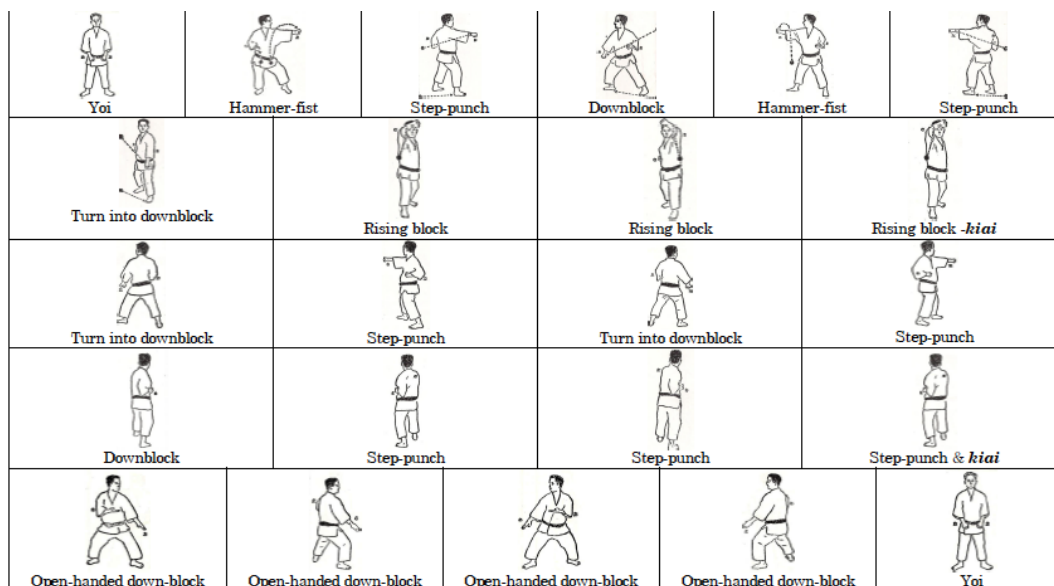 Yoi
Hammer-fist
Step-punch
Downblock
Hammer-fist
Step-punch
Turn into downblock
Rising block
Rising block
Rising block -kiai
Turn into downblock
Step-punch
Turn into downblock
Step-punch
Downblock
Step-punch
Step-punch
Step-punch & kiai
Open-handed down-block
Open-handed down-block
Open-handed down-block
Open-handed down-block
Yoi